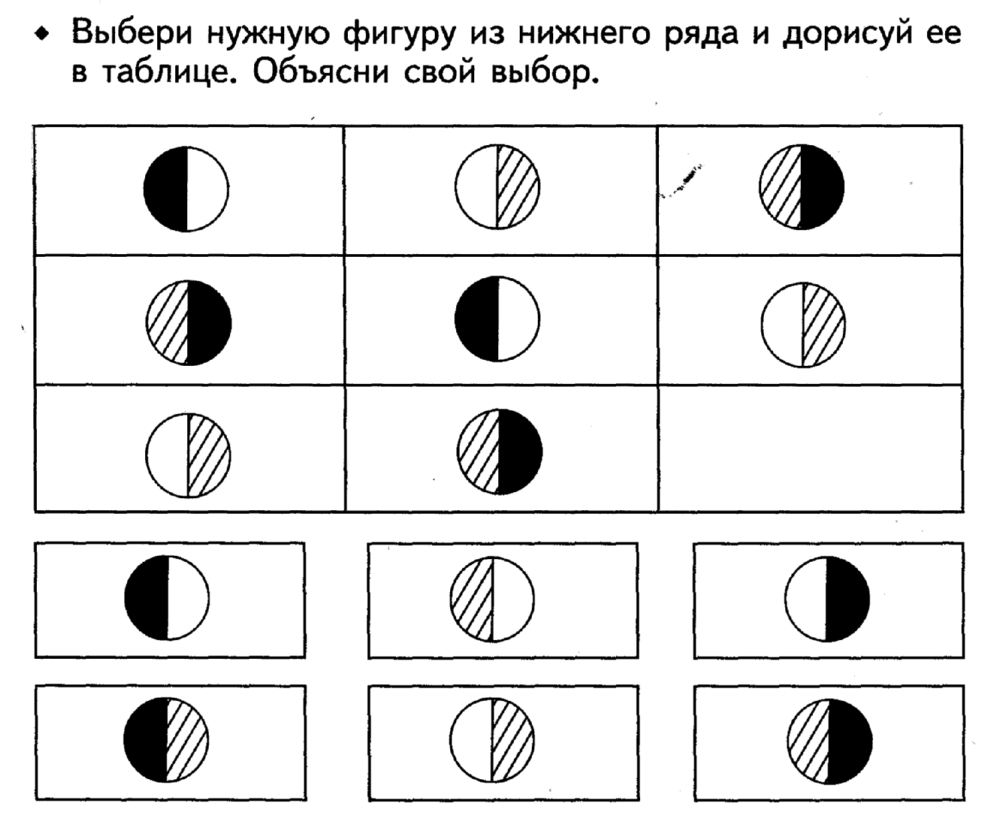 ♦ Выбери нужную фигуру из нижнего ряда и дорисуй ее
в таблице. Объясни свой выбор.